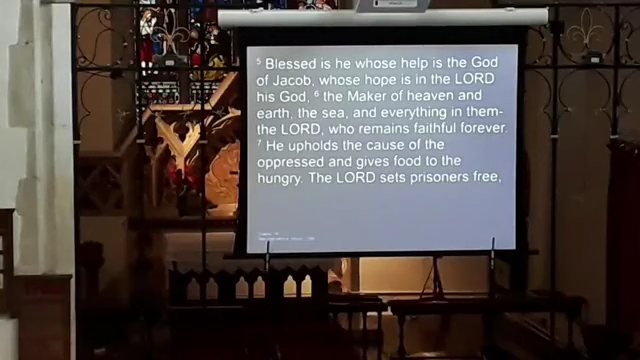 ⁵ Blessed is he whose help is the God
of Jacob, whose hope is in the LORD
his God, ⁶ the Maker of heaven and
earth, the sea, and everything in them-
the LORD, who remains faithful forever.
⁷ He upholds the cause of the
oppressed and gives food to the
hungry. The LORD sets prisoners free,